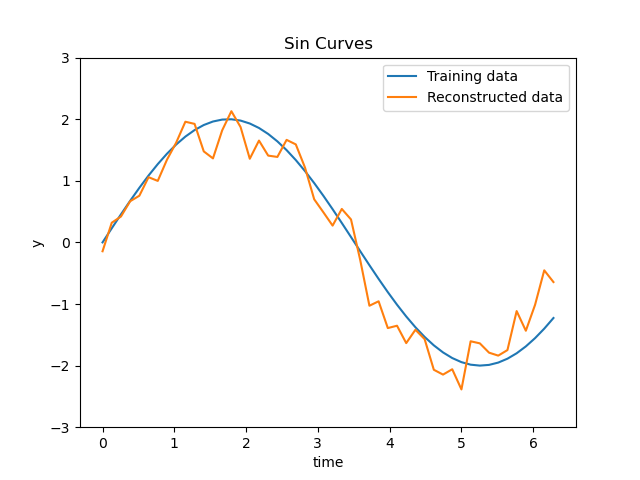 Sin Curves
Training data
Reconstructed data
3
2
1
0
−1
−2
−3
y
0 1 2 3 4 5 6
time